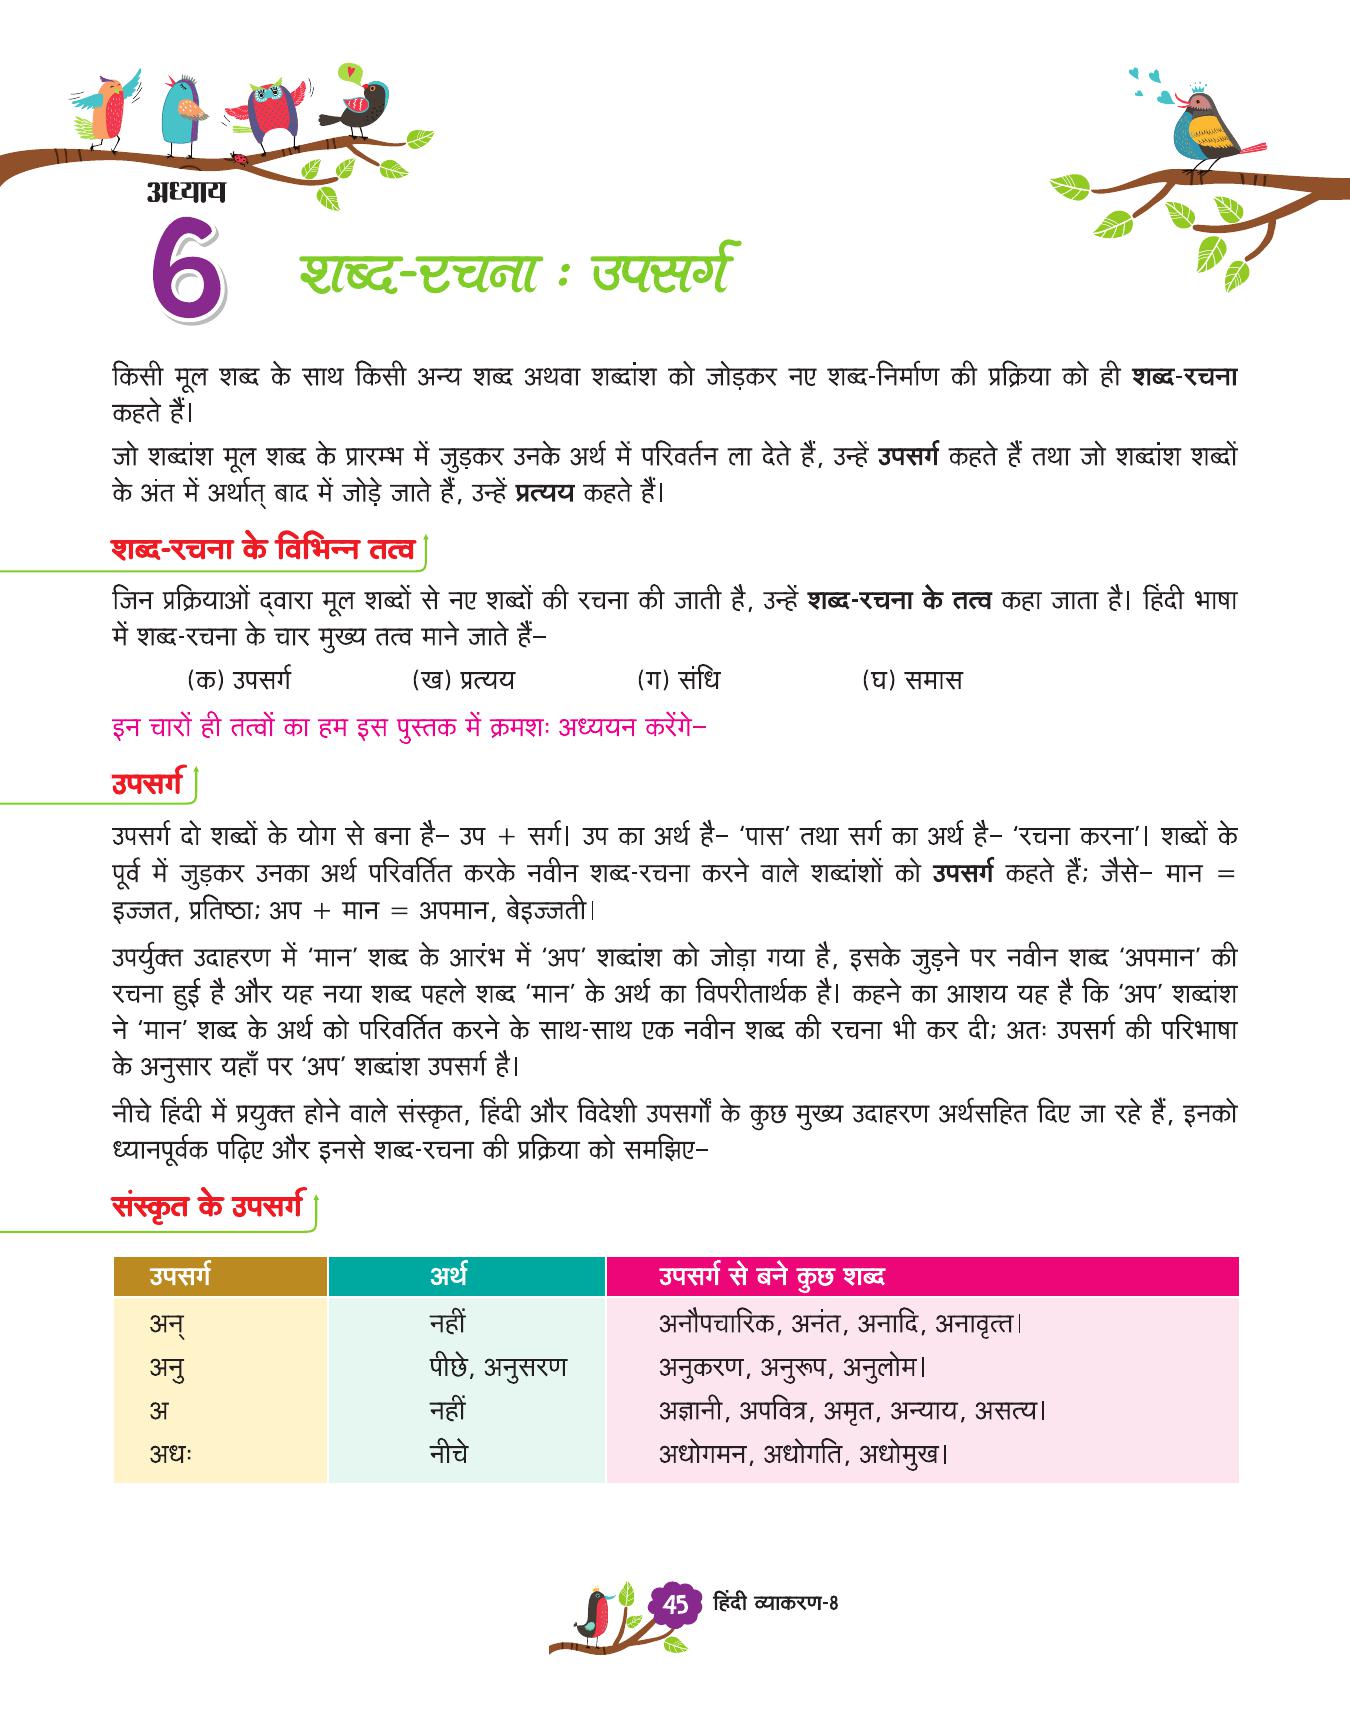 अध्याय
6
शब्द-रचना : उपसर्ग
किसी मूल शब्द के साथ किसी अन्य शब्द अथवा शब्दांश को जोड़कर नए शब्द-निर्माण की प्रक्रिया को ही शब्द-रचना
कहते हैं।
जो शब्दांश मूल शब्द के प्रारम्भ में जुड़कर उनके अर्थ में परिवर्तन ला देते हैं, उन्हें उपसर्ग कहते हैं तथा जो शब्दांश शब्दों
के अंत में अर्थात् बाद में जोड़े जाते हैं, उन्हें प्रत्यय कहते हैं।
शब्द-रचना के विभिन्न तत्व
जिन प्रक्रियाओं द्‌वारा मूल शब्दों से नए शब्दों की रचना की जाती है, उन्हें शब्द-रचना के तत्व कहा जाता है। हिंदी भाषा
में शब्द-रचना के चार मुख्य तत्व माने जाते हैं–
(क) उपसर्ग (ख) प्रत्यय (ग) संधि (घ) समास
इन चारों ही तत्वों का हम इस पुस्तक में क्रमशः अध्ययन करेंगे–
उपसर्ग
उपसर्ग दो शब्दों के योग से बना है– उप + सर्ग। उप का अर्थ है– ‘पास’ तथा सर्ग का अर्थ है– ‘रचना करना’। शब्दों के
पूर्व में जुड़कर उनका अर्थ परिवर्तित करके नवीन शब्द-रचना करने वाले शब्दांशों को उपसर्ग कहते हैं; जैसे– मान =
इज्जत, प्रतिष्ठा; अप + मान = अपमान, बेइज्जती।
उपर्युक्त उदाहरण में ‘मान’ शब्द के आरंभ में ‘अप’ शब्दांश को जोड़ा गया है, इसके जुड़ने पर नवीन शब्द ‘अपमान’ की
रचना हुई है और यह नया शब्द पहले शब्द ‘मान’ के अर्थ का विपरीतार्थक है। कहने का आशय यह है कि ‘अप’ शब्दांश
ने ‘मान’ शब्द के अर्थ को परिवर्तित करने के साथ-साथ एक नवीन शब्द की रचना भी कर दी; अतः उपसर्ग की परिभाषा
के अनुसार यहाँ पर ‘अप’ शब्दांश उपसर्ग है।
नीचे हिंदी में प्रयुक्त होने वाले संस्कृत, हिंदी और विदेशी उपसर्गों के कुछ मुख्य उदाहरण अर्थसहित दिए जा रहे हैं, इनको
ध्यानपूर्वक पढ़िए और इनसे शब्द-रचना की प्रक्रिया को समझिए–
संस्कृत के उपसर्ग
उपसर्ग अर्थ उपसर्ग से बने कुछ शब्द
अन् नहीं अनौपचारिक, अनंत, अनादि, अनावृत्त।
अनु पीछे, अनुसरण अनुकरण, अनुरूप, अनुलोम।
अ नहीं अज्ञानी, अपवित्र, अमृत, अन्याय, असत्य।
अधः नीचे अधोगमन, अधोगति, अधोमुख।
45 हिंदी व्याकरण-8